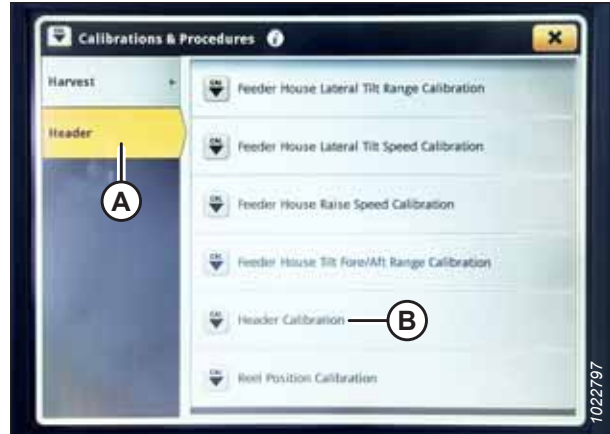 Calibrations & Procedures
Harvest
Header
A
Feeder House Lateral Tilt Range Calibration
Feeder House Lateral Tilt Speed Calibration
Feeder House Raise Speed Calibration
Feeder House Tilt Fore/Aft Range Calibration
Header Calibration
B
Reel Position Calibration
1022797